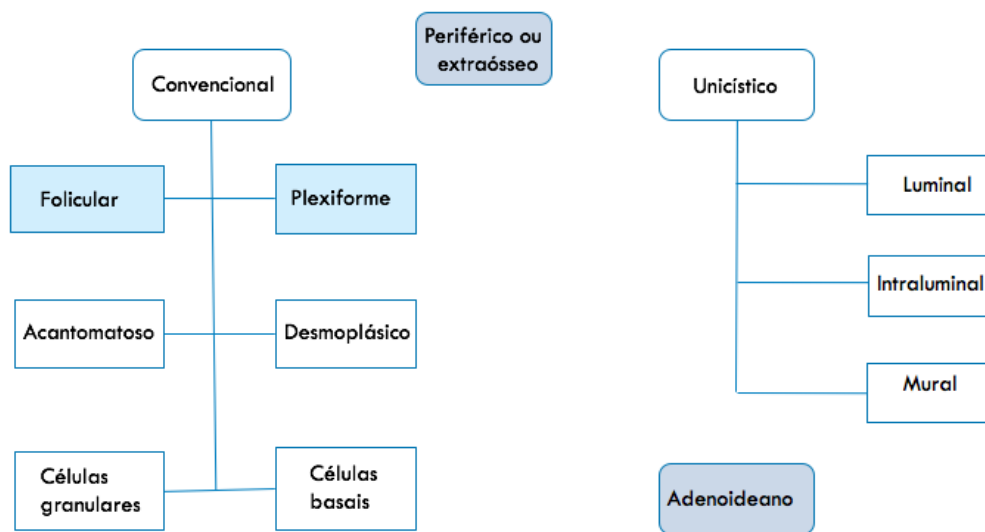 Periférico ou
extraósseo
Convencional
Unicístico
Folicular
Plexiforme
Luminal
Intraluminal
Acantomatoso
Desmoplásico
Mural
Células
granulares
Células
basais
Adenoideano